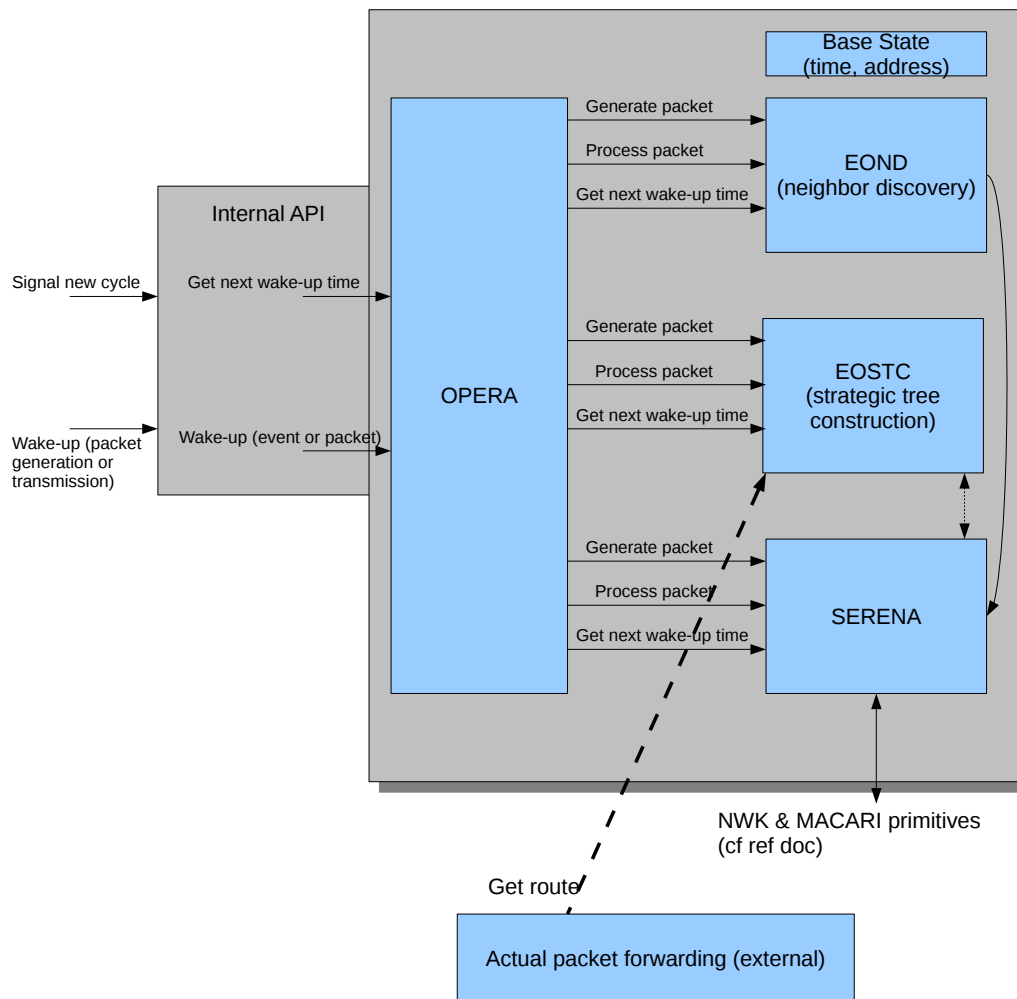 Base State
(time, address)
Generate packet
Process packet
Get next wake-up time
EOND
(neighbor discovery)
Internal API
Signal new cycle
Get next wake-up time
Generate packet
Process packet
Get next wake-up time
EOSTC
(strategic tree
construction)
OPERA
Wake-up (packet
generation or
transmission)
Wake-up (event or packet)
Generate packet
Process packet
Get next wake-up time
SERENA
NWK & MACARI primitives
(cf ref doc)
Get route
Actual packet forwarding (external)